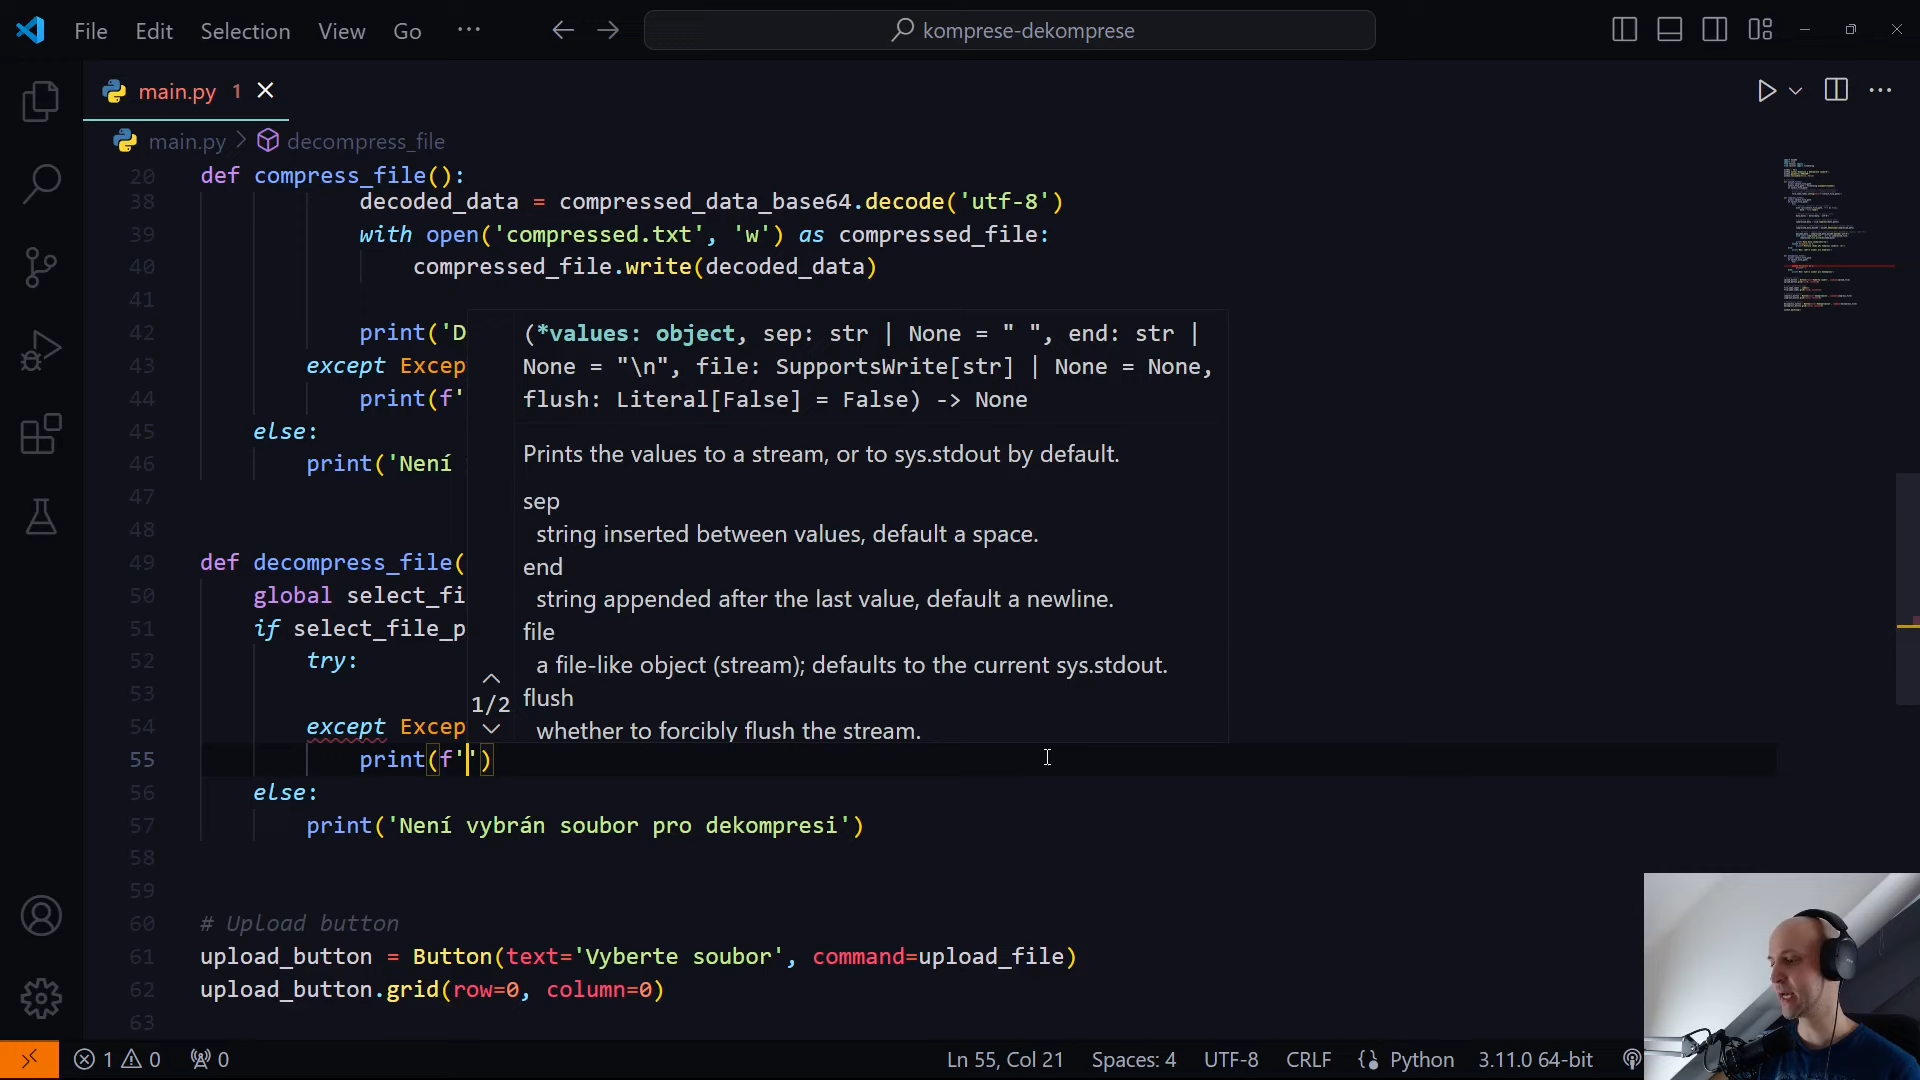 File Edit Selection View Go ··· komprese-dekomprese
main.py 1
main.py > decompress_file
20 def compress_file():
38 decoded_data = compressed_data_base64.decode('utf-8')
39 with open('compressed.txt', 'w') as compressed_file:
40 compressed_file.write(decoded_data)
41
42 print('D
43 except Excep
44 print(f'
45 else:
46 print('Není
47
48
49 def decompress_file(
50 global select_fi
51 if select_file_p
52 try:
53
54 except Excep
55 print(f'')
56 else:
57 print('Není vybrán soubor pro dekompresi')
58
59
60 # Upload button
61 upload_button = Button(text='Vyberte soubor', command=upload_file)
62 upload_button.grid(row=0, column=0)
63
(*values: object, sep: str | None = " ", end: str |
None = "\n", file: SupportsWrite[str] | None = None,
flush: Literal[False] = False) -> None
Prints the values to a stream, or to sys.stdout by default.
sep
string inserted between values, default a space.
end
string appended after the last value, default a newline.
file
a file-like object (stream); defaults to the current sys.stdout.
1/2
flush
whether to forcibly flush the stream.
1 0 0 Ln 55, Col 21 Spaces: 4 UTF-8 CRLF {} Python 3.11.0 64-bit